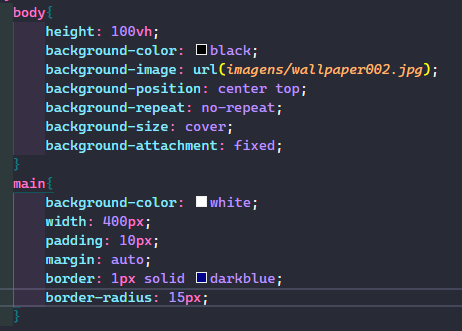 body{
height: 100vh;
background-color: black;
background-image: url(imagens/wallpaper002.jpg);
background-position: center top;
background-repeat: no-repeat;
background-size: cover;
background-attachment: fixed;
}
main{
background-color: white;
width: 400px;
padding: 10px;
margin: auto;
border: 1px solid darkblue;
border-radius: 15px;
}